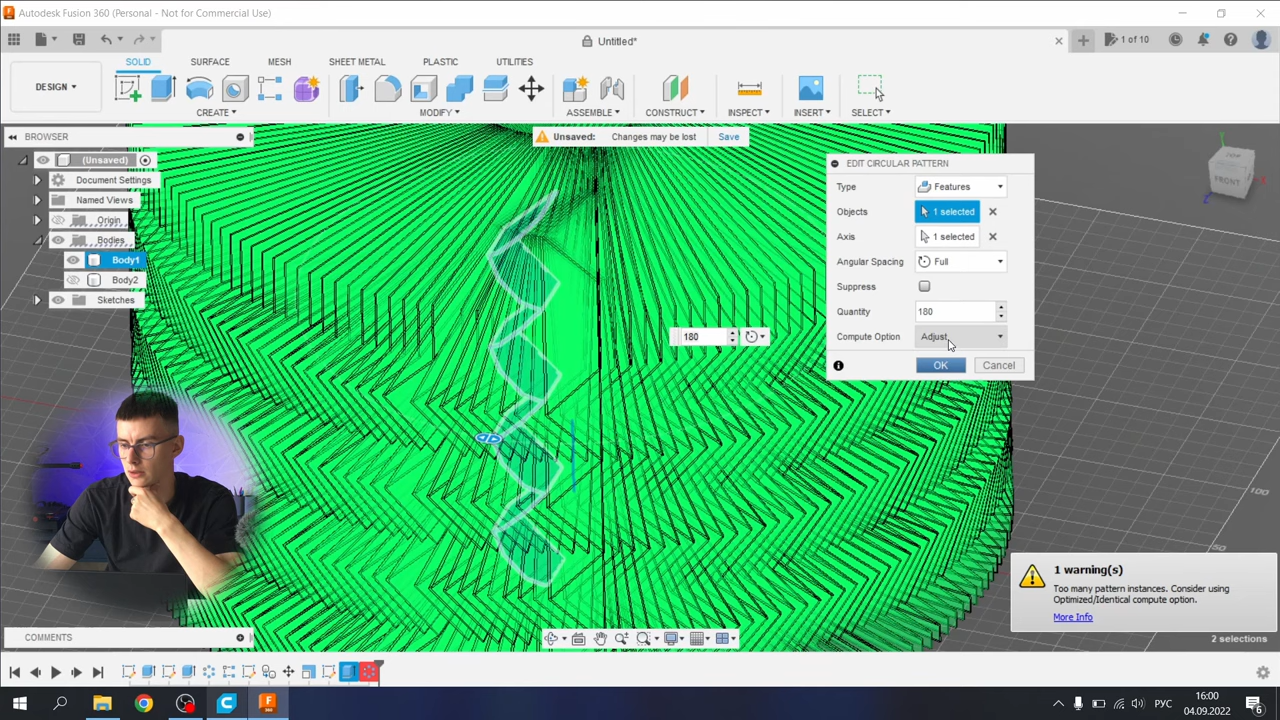 Autodesk Fusion 360 (Personal - Not for Commercial Use)
Untitled*
1 of 10
DESIGN
SOLID
SURFACE
MESH
SHEET METAL
PLASTIC
UTILITIES
CREATE
MODIFY
ASSEMBLE
CONSTRUCT
INSPECT
INSERT
SELECT
BROWSER
Unsaved: Changes may be lost Save
(Unsaved)
Document Settings
Named Views
Origin
Bodies
Body1
Body2
Sketches
EDIT CIRCULAR PATTERN
Type Features
Objects 1 selected
Axis 1 selected
Angular Spacing Full
Suppress
Quantity 180
Compute Option Adjust
OK Cancel
180
TOP
FRONT
X
Z
100
50
1 warning(s)
Too many pattern instances. Consider using
Optimized/Identical compute option.
More Info
COMMENTS
2 selections
РУС
16:00
04.09.2022
6